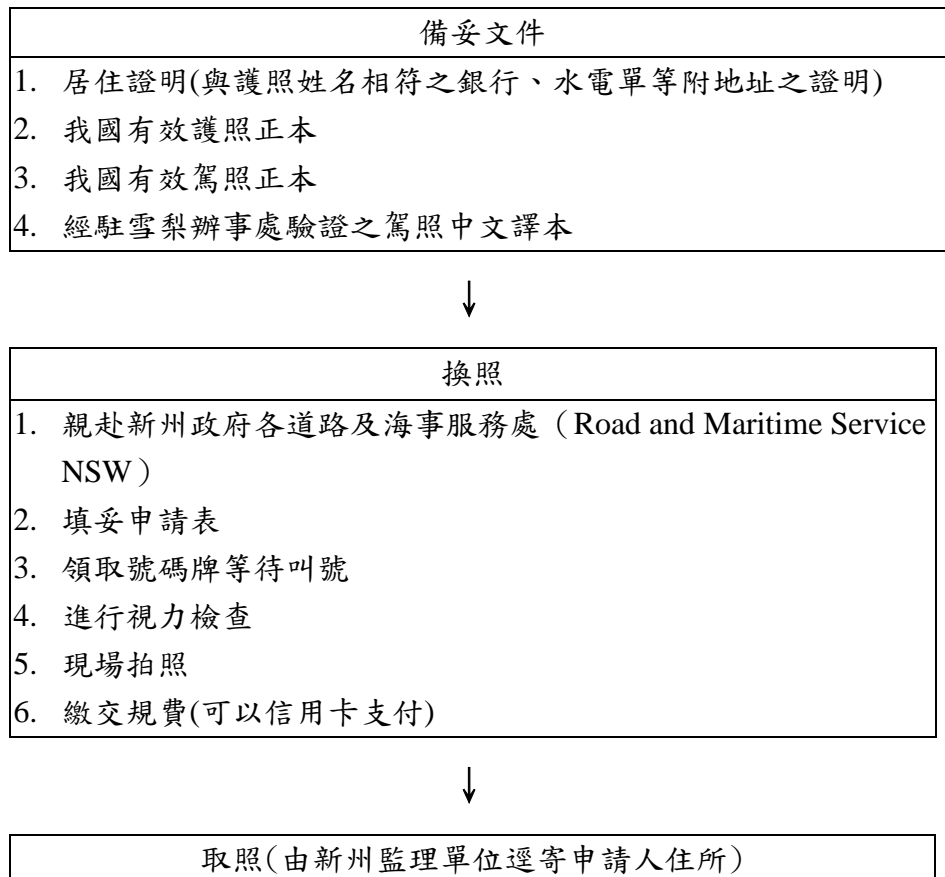 備妥文件
1. 居住證明(與護照姓名相符之銀行、水電單等附地址之證明)
2. 我國有效護照正本
3. 我國有效駕照正本
4. 經駐雪梨辦事處驗證之駕照中文譯本
↓
換照
1. 親赴新州政府各道路及海事服務處（Road and Maritime Service
NSW）
2. 填妥申請表
3. 領取號碼牌等待叫號
4. 進行視力檢查
5. 現場拍照
6. 繳交規費(可以信用卡支付)
↓
取照(由新州監理單位逕寄申請人住所）